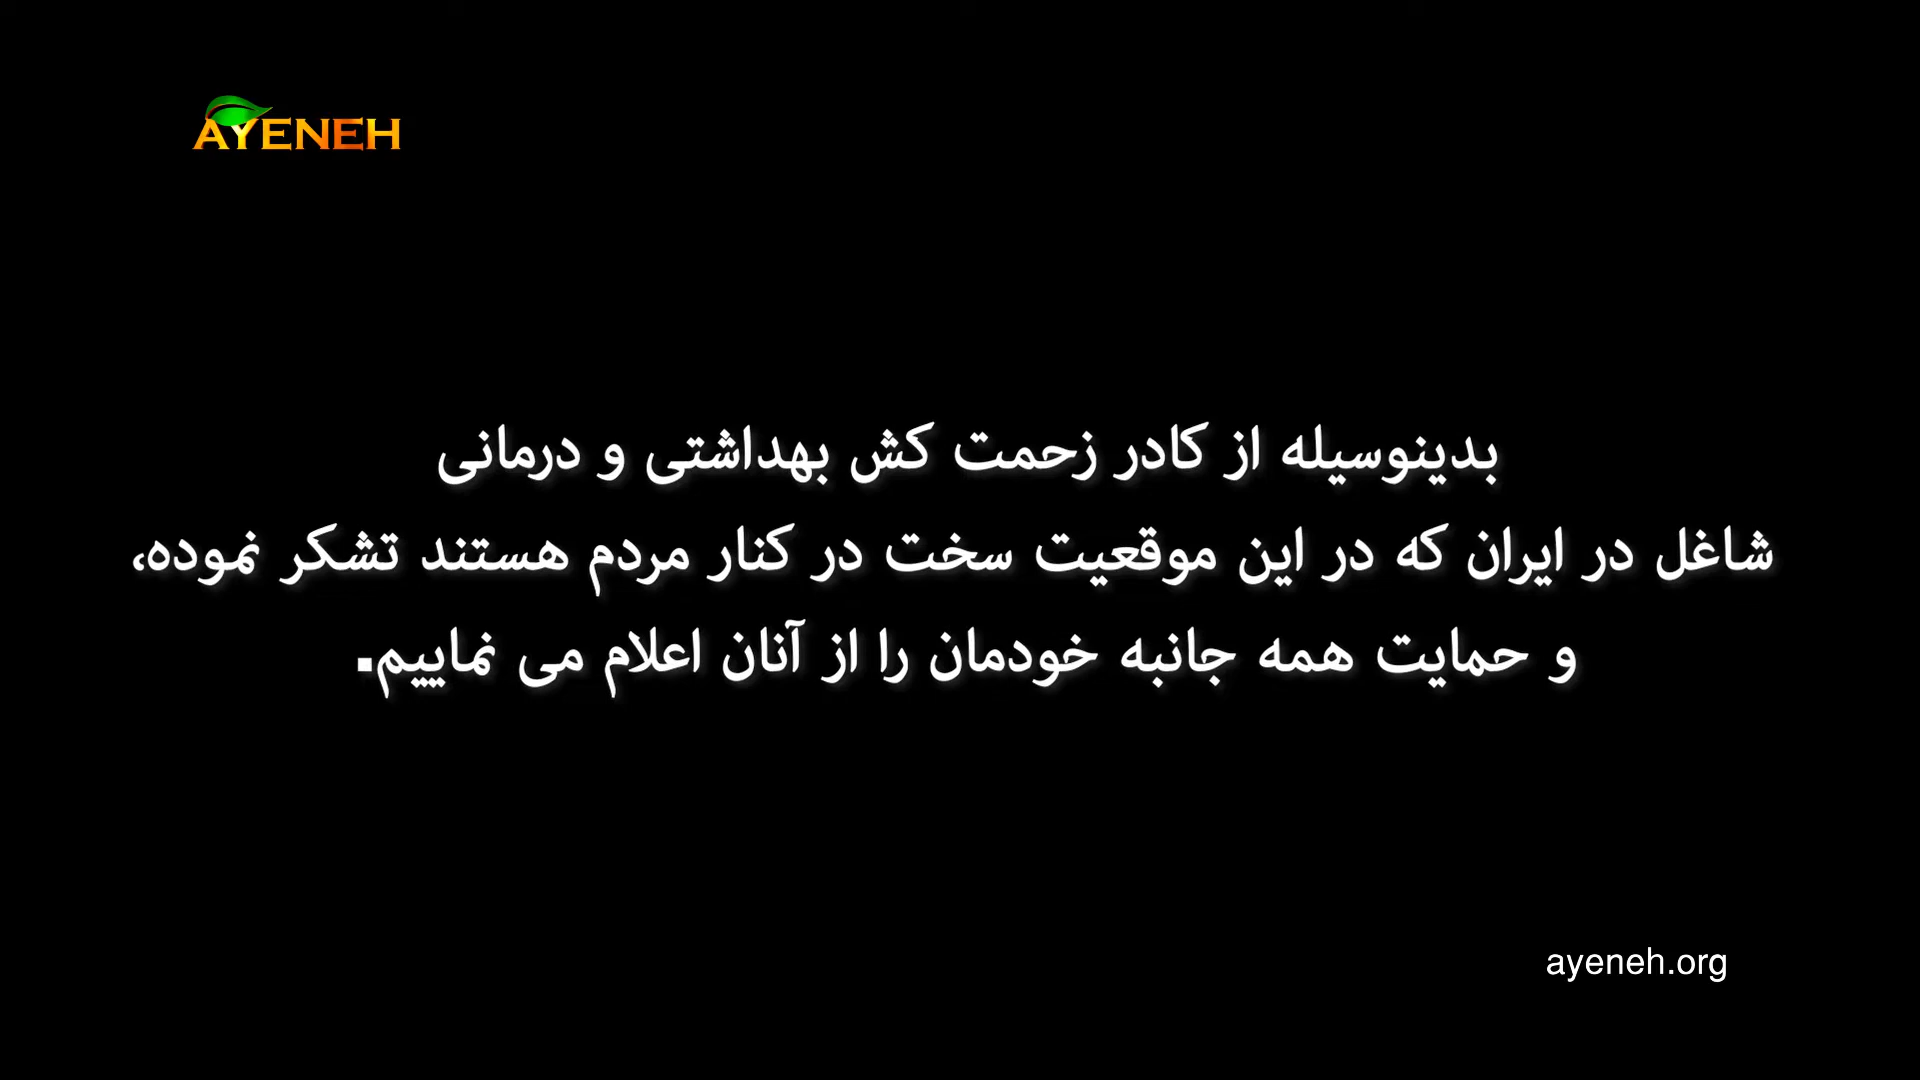 AYENEH
بدینوسیله از کادر زحمت کش بهداشتی و درمانی
شاغل در ایران که در این موقعیت سخت در کنار مردم هستند تشکر نموده،
و حمایت همه جانبه خودمان را از آنان اعلام می نماییم.
ayeneh.org